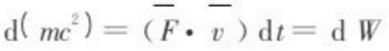 d( mc²) = ( F̅ • v̅ ) dt = d W